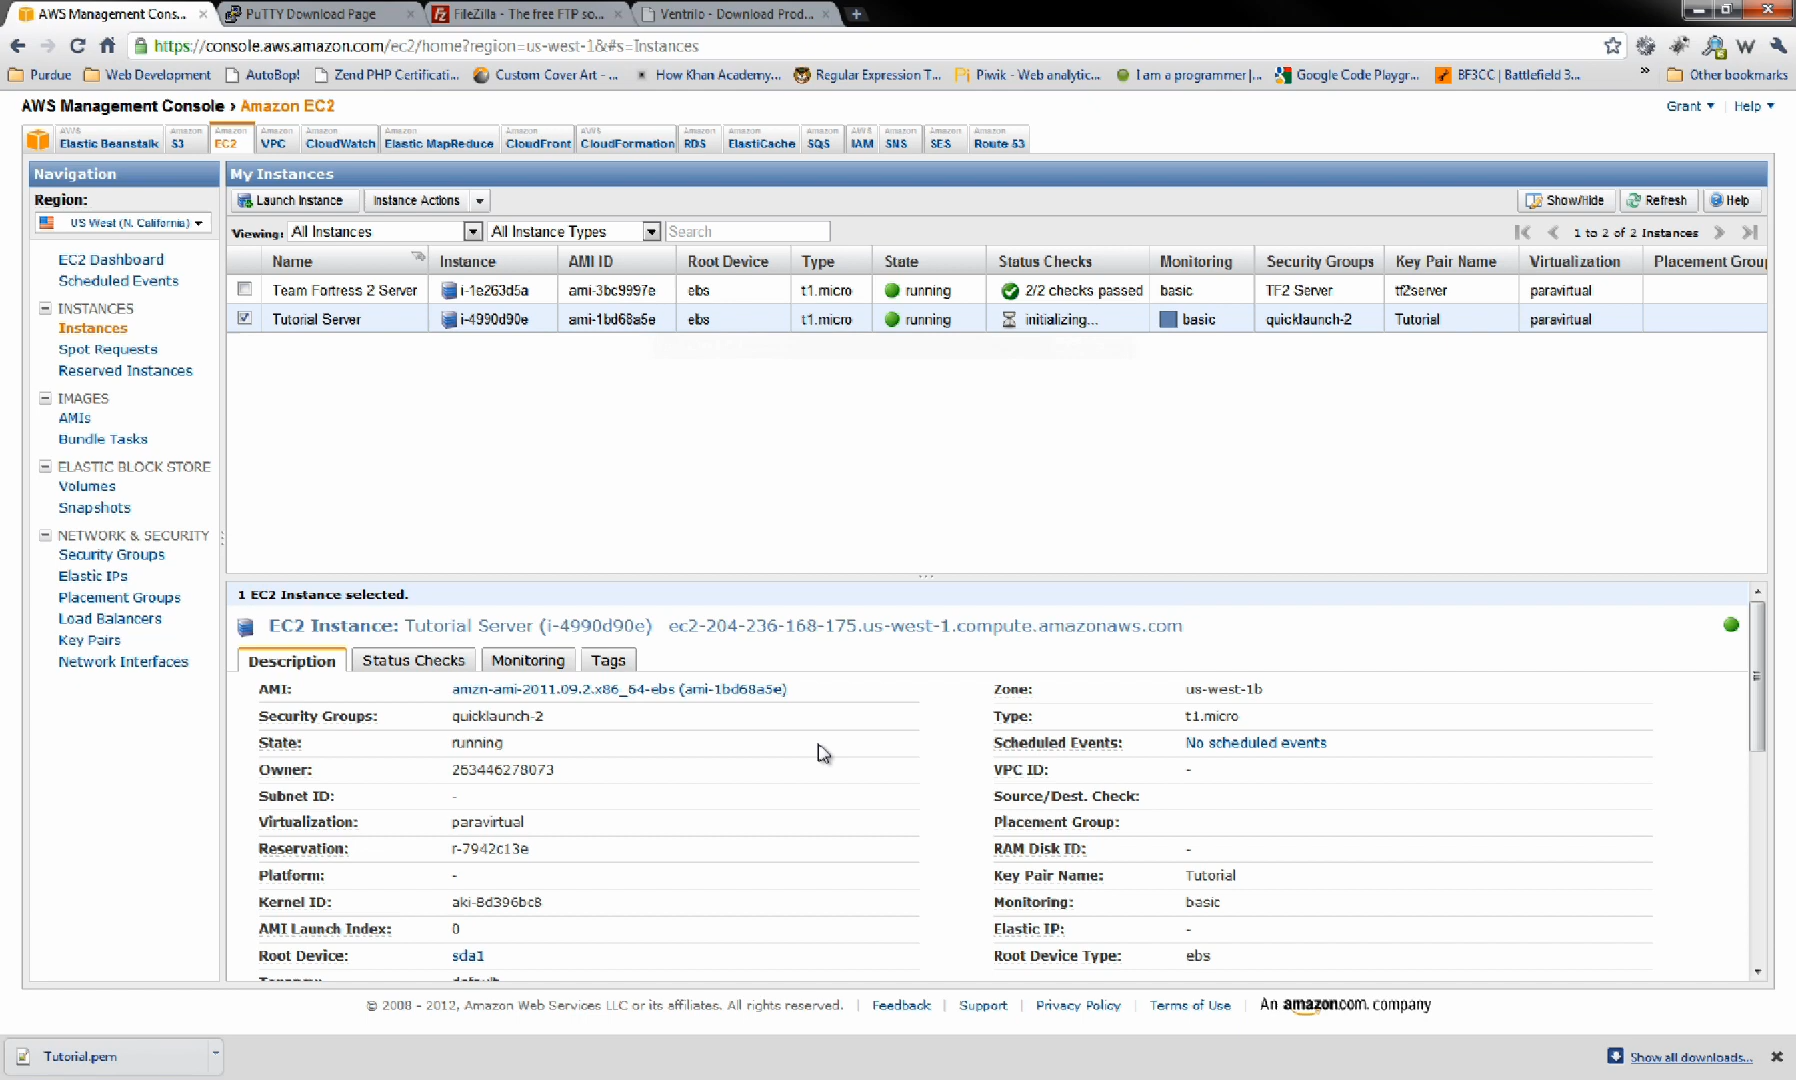 AWS Management Cons...
PuTTY Download Page
FileZilla - The free FTP so...
Ventrilo - Download Prod...
https://console.aws.amazon.com/ec2/home?region=us-west-1&#s=Instances
Purdue
Web Development
AutoBop!
Zend PHP Certificati...
Custom Cover Art - ...
How Khan Academy...
Regular Expression T...
Piwik - Web analytic...
I am a programmer |...
Google Code Playgr...
BF3CC | Battlefield 3...
»
Other bookmarks
AWS Management Console › Amazon EC2
Grant
Help
AWS Elastic Beanstalk
Amazon S3
Amazon EC2
Amazon VPC
Amazon CloudWatch
Amazon Elastic MapReduce
Amazon CloudFront
AWS CloudFormation
Amazon RDS
Amazon ElastiCache
Amazon SQS
AWS IAM
Amazon SNS
Amazon SES
Amazon Route 53
Navigation
Region:
US West (N. California)
EC2 Dashboard
Scheduled Events
INSTANCES
Instances
Spot Requests
Reserved Instances
IMAGES
AMIs
Bundle Tasks
ELASTIC BLOCK STORE
Volumes
Snapshots
NETWORK & SECURITY
Security Groups
Elastic IPs
Placement Groups
Load Balancers
Key Pairs
Network Interfaces
My Instances
Launch Instance
Instance Actions
Show/Hide
Refresh
Help
Viewing: All Instances All Instance Types Search
1 to 2 of 2 Instances
Name Instance AMI ID Root Device Type State Status Checks Monitoring Security Groups Key Pair Name Virtualization Placement Grou
Team Fortress 2 Server i-1e263d5a ami-3bc9997e ebs t1.micro running 2/2 checks passed basic TF2 Server tf2server paravirtual
Tutorial Server i-4990d90e ami-1bd68a5e ebs t1.micro running initializing... basic quicklaunch-2 Tutorial paravirtual
1 EC2 Instance selected.
EC2 Instance: Tutorial Server (i-4990d90e) ec2-204-236-168-175.us-west-1.compute.amazonaws.com
Description
Status Checks
Monitoring
Tags
AMI: amzn-ami-2011.09.2.x86_64-ebs (ami-1bd68a5e) Zone: us-west-1b
Security Groups: quicklaunch-2 Type: t1.micro
State: running Scheduled Events: No scheduled events
Owner: 263446278073 VPC ID: -
Subnet ID: - Source/Dest. Check:
Virtualization: paravirtual Placement Group:
Reservation: r-7942c13e RAM Disk ID: -
Platform: - Key Pair Name: Tutorial
Kernel ID: aki-8d396bc8 Monitoring: basic
AMI Launch Index: 0 Elastic IP: -
Root Device: sda1 Root Device Type: ebs
© 2008 - 2012, Amazon Web Services LLC or its affiliates. All rights reserved. | Feedback | Support | Privacy Policy | Terms of Use | An amazon.com company
Tutorial.pem
Show all downloads...